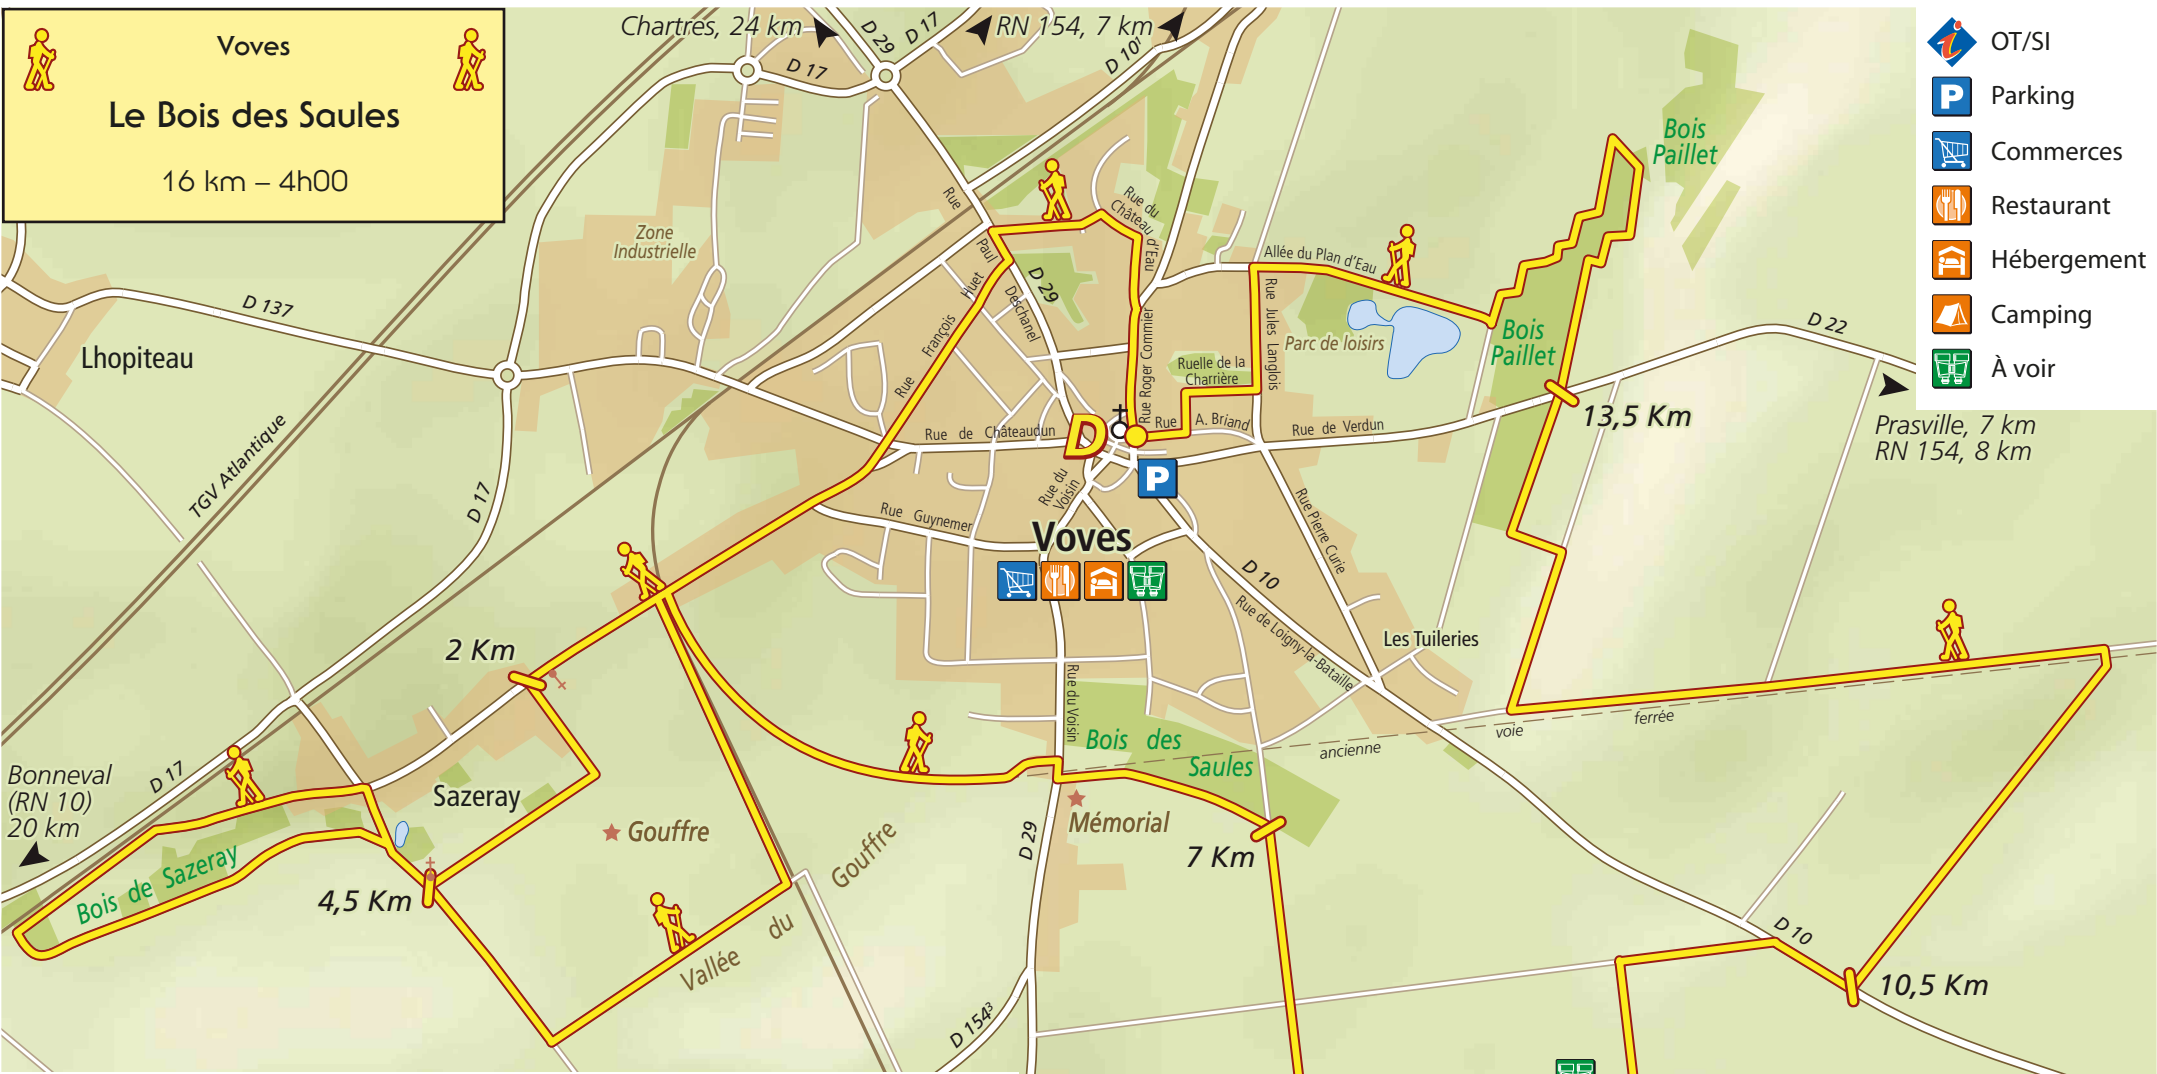 Voves
Le Bois des Saules
16 km – 4h00
Chartres, 24 km
D 29
D 17
RN 154, 7 km
D 10¹
D 17
OT/SI
Parking
Commerces
Restaurant
Hébergement
Camping
À voir
Bois
Paillet
Zone
Industrielle
Rue
Paul
Deschanel
D 29
Rue du
Château
d'Eau
Allée du Plan d'Eau
D 137
Lhopiteau
TGV Atlantique
D 17
Rue
François
Huet
Rue Roger Commier
Ruelle de la
Charrière
Rue Jules Langlois
Parc de loisirs
Bois
Paillet
D 22
Prasville, 7 km
RN 154, 8 km
13,5 Km
Rue de Châteaudun
D
Rue A. Briand
Rue de Verdun
P
Rue du
Voisin
Rue Guynemer
Voves
Rue Pierre Curie
D 10
Rue de Loigny-la-Bataille
Les Tuileries
2 Km
Rue du Voisin
Bois des
Saules
ancienne
voie
ferrée
Bonneval
(RN 10)
20 km
D 17
Sazeray
Gouffre
Mémorial
D 29
7 Km
Bois de Sazeray
4,5 Km
Vallée
du
Gouffre
D 154³
D 10
10,5 Km